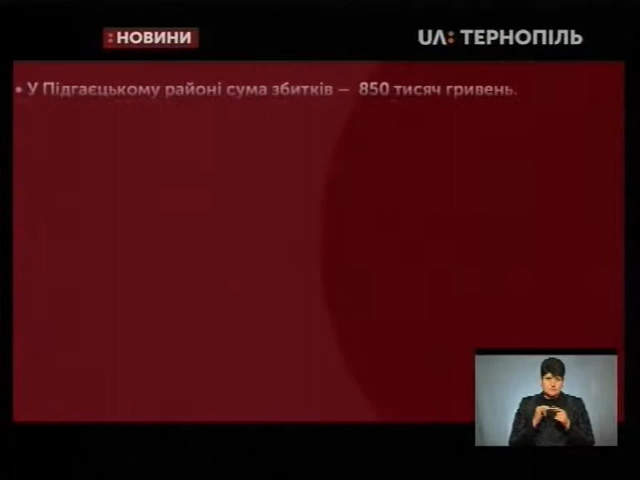 :НОВИНИ
UA: ТЕРНОПІЛЬ
• У Підгаєцькому районі сума збитків – 850 тисяч гривень.